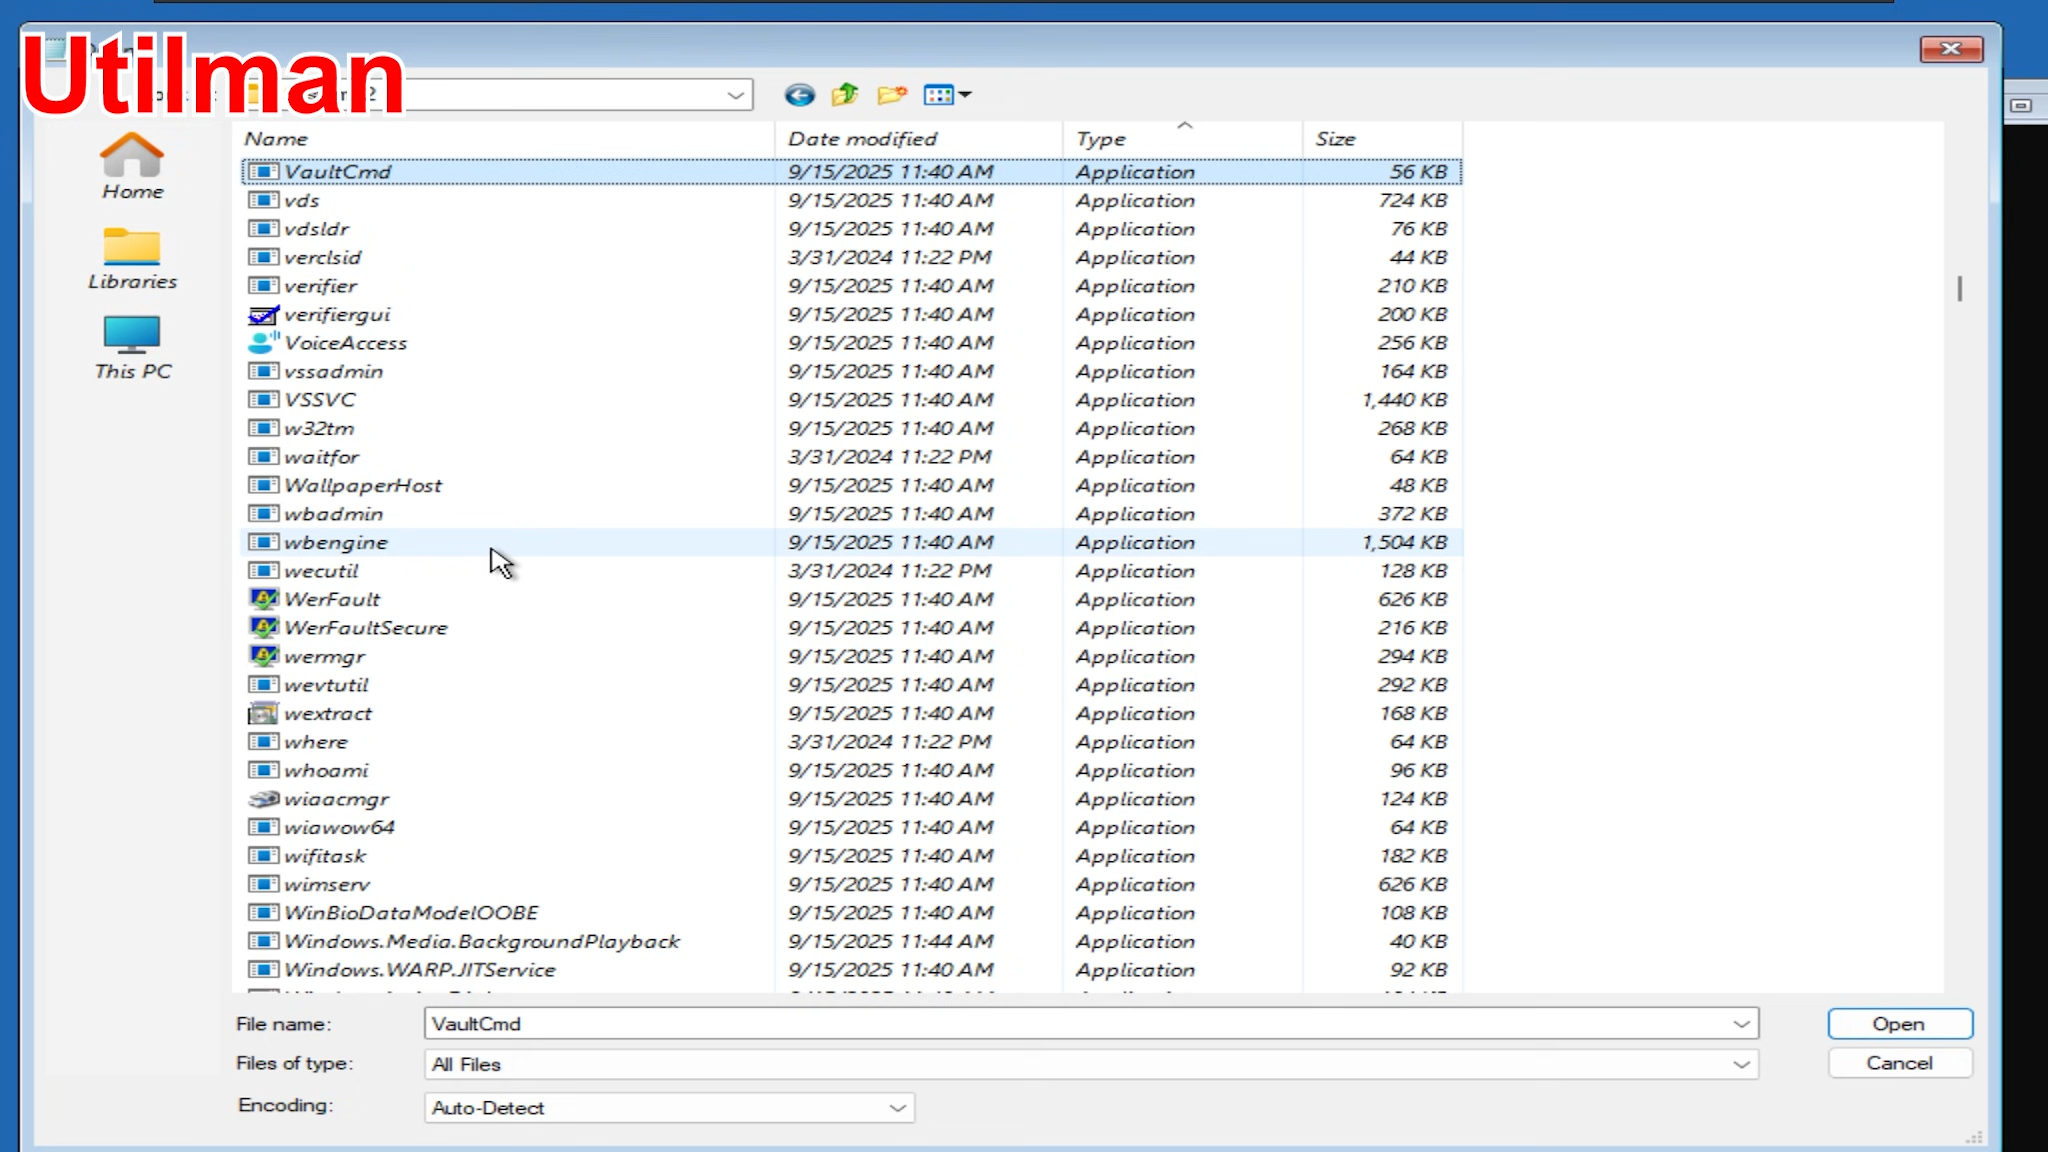 Utilman
Name Date modified Type Size
VaultCmd 9/15/2025 11:40 AM Application 56 KB
vds 9/15/2025 11:40 AM Application 724 KB
vdsldr 9/15/2025 11:40 AM Application 76 KB
verclsid 3/31/2024 11:22 PM Application 44 KB
verifier 9/15/2025 11:40 AM Application 210 KB
verifiergui 9/15/2025 11:40 AM Application 200 KB
VoiceAccess 9/15/2025 11:40 AM Application 256 KB
vssadmin 9/15/2025 11:40 AM Application 164 KB
VSSVC 9/15/2025 11:40 AM Application 1,440 KB
w32tm 9/15/2025 11:40 AM Application 268 KB
waitfor 3/31/2024 11:22 PM Application 64 KB
WallpaperHost 9/15/2025 11:40 AM Application 48 KB
wbadmin 9/15/2025 11:40 AM Application 372 KB
wbengine 9/15/2025 11:40 AM Application 1,504 KB
wecutil 3/31/2024 11:22 PM Application 128 KB
WerFault 9/15/2025 11:40 AM Application 626 KB
WerFaultSecure 9/15/2025 11:40 AM Application 216 KB
wermgr 9/15/2025 11:40 AM Application 294 KB
wevtutil 9/15/2025 11:40 AM Application 292 KB
wextract 9/15/2025 11:40 AM Application 168 KB
where 3/31/2024 11:22 PM Application 64 KB
whoami 9/15/2025 11:40 AM Application 96 KB
wiaacmgr 9/15/2025 11:40 AM Application 124 KB
wiawow64 9/15/2025 11:40 AM Application 64 KB
wifitask 9/15/2025 11:40 AM Application 182 KB
wimserv 9/15/2025 11:40 AM Application 626 KB
WinBioDataModelOOBE 9/15/2025 11:40 AM Application 108 KB
Windows.Media.BackgroundPlayback 9/15/2025 11:44 AM Application 40 KB
Windows.WARP.JITService 9/15/2025 11:40 AM Application 92 KB
Home
Libraries
This PC
File name: VaultCmd Open
Files of type: All Files Cancel
Encoding: Auto-Detect